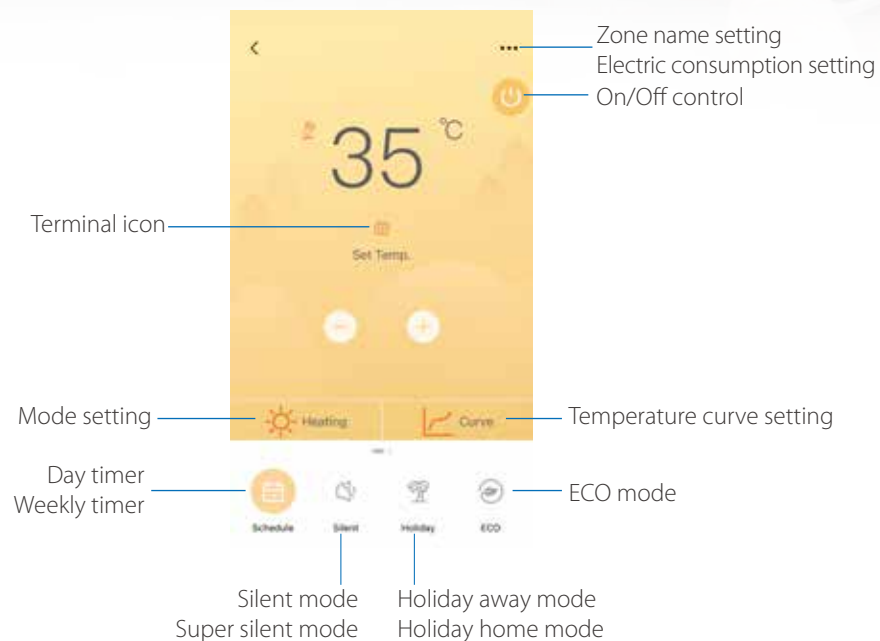 Zone name setting
Electric consumption setting
On/Off control
35 °C
Terminal icon
Set Temp.
Mode setting
Heating
Curve
Temperature curve setting
Day timer
Weekly timer
ECO mode
Schedule
Silent
Holiday
ECO
Silent mode
Super silent mode
Holiday away mode
Holiday home mode